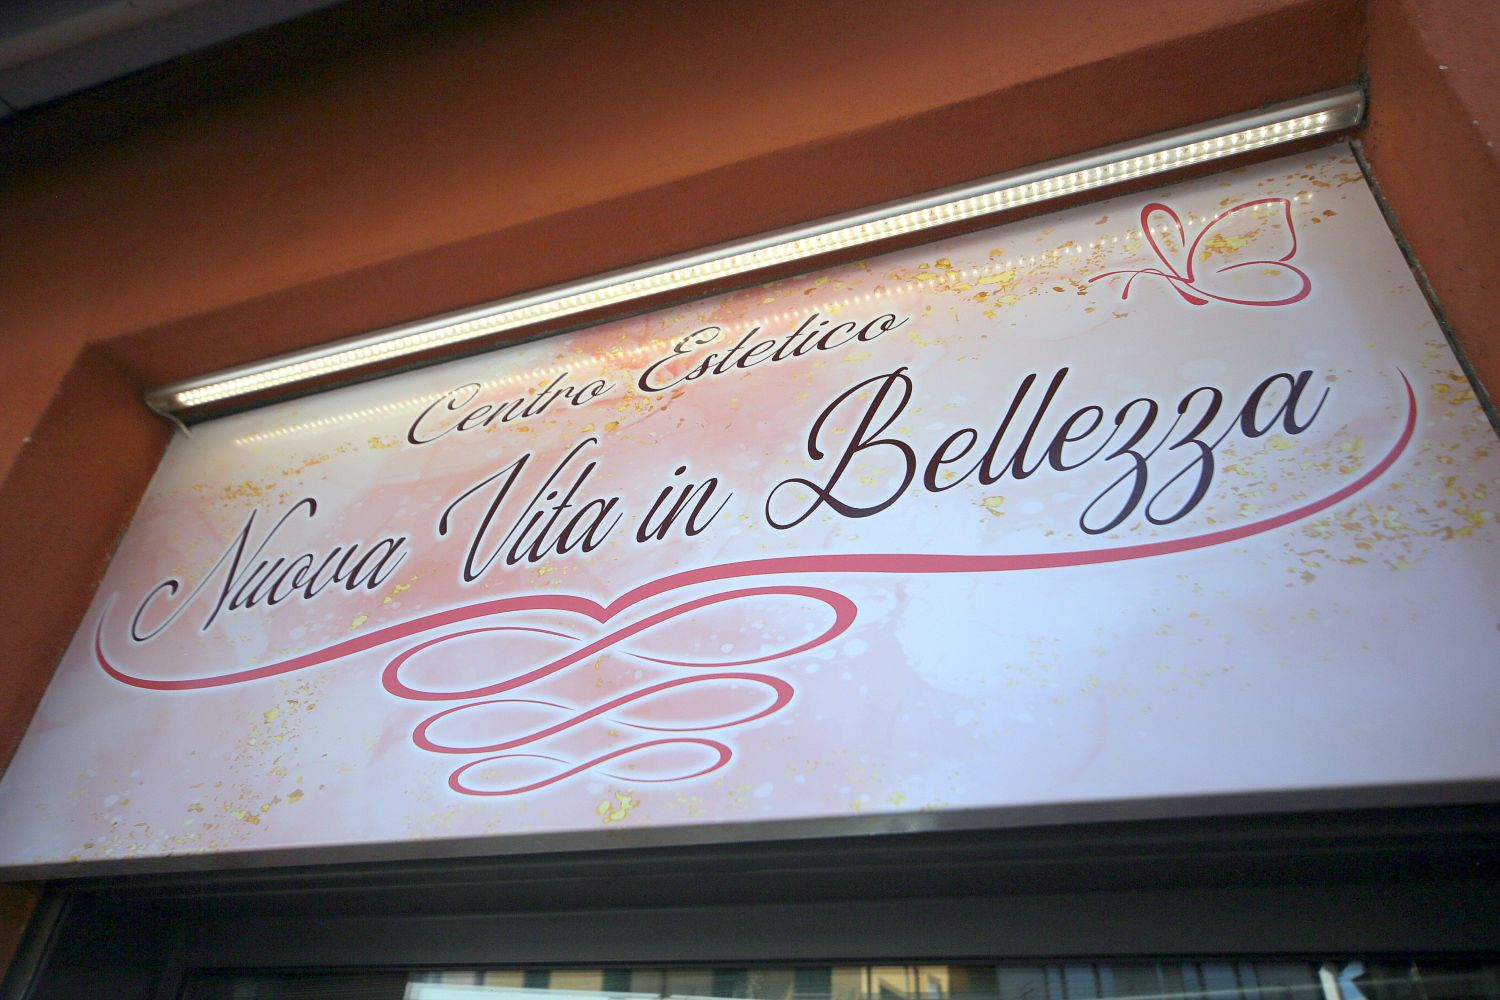 Centro Estetico
Nuova Vita in Bellezza